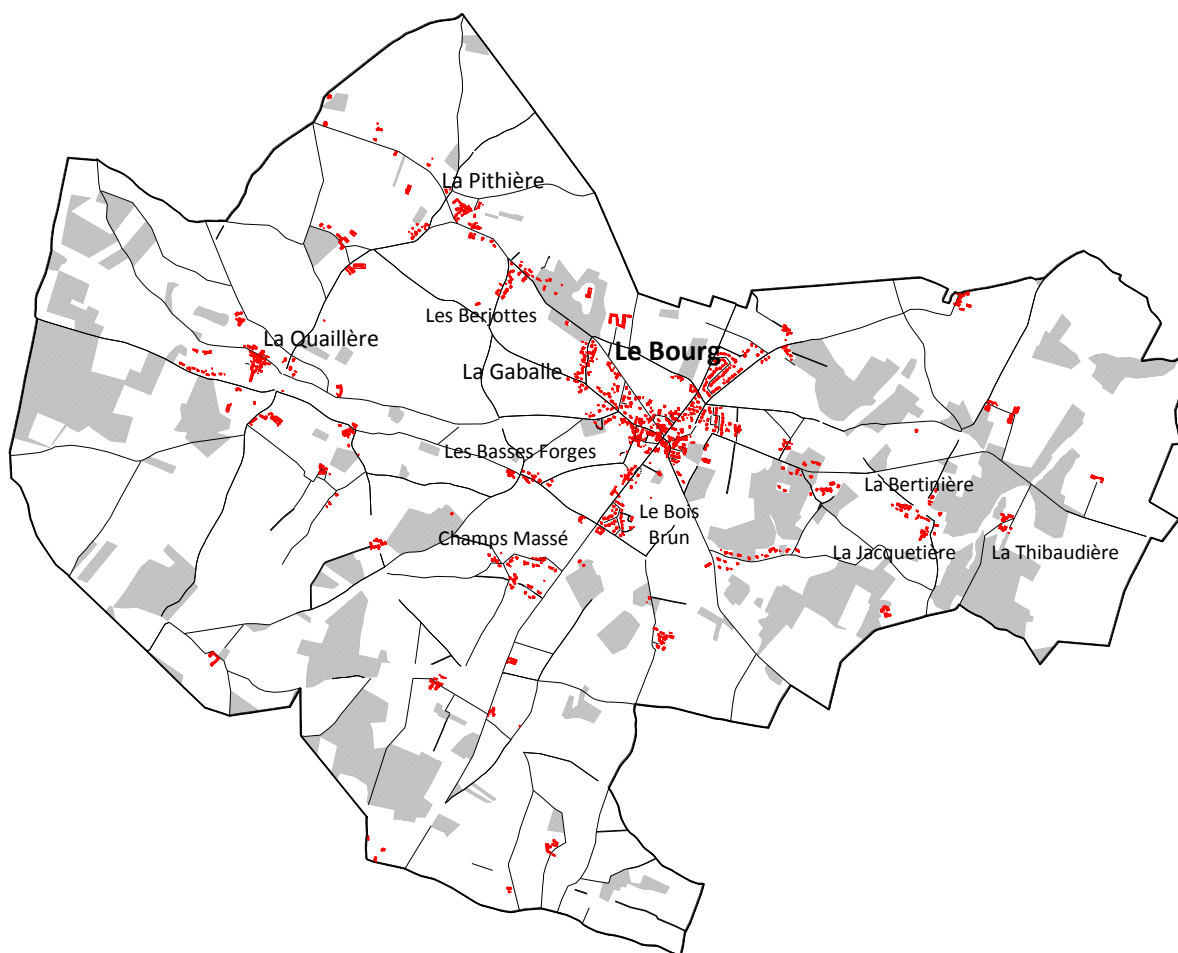 La Pithière
Les Berjottes
La Quaillère
Le Bourg
La Gaballe
Les Basses Forges
La Bertinière
Le Bois
Brûn
Champs Massé
La Jacquetière
La Thibaudière